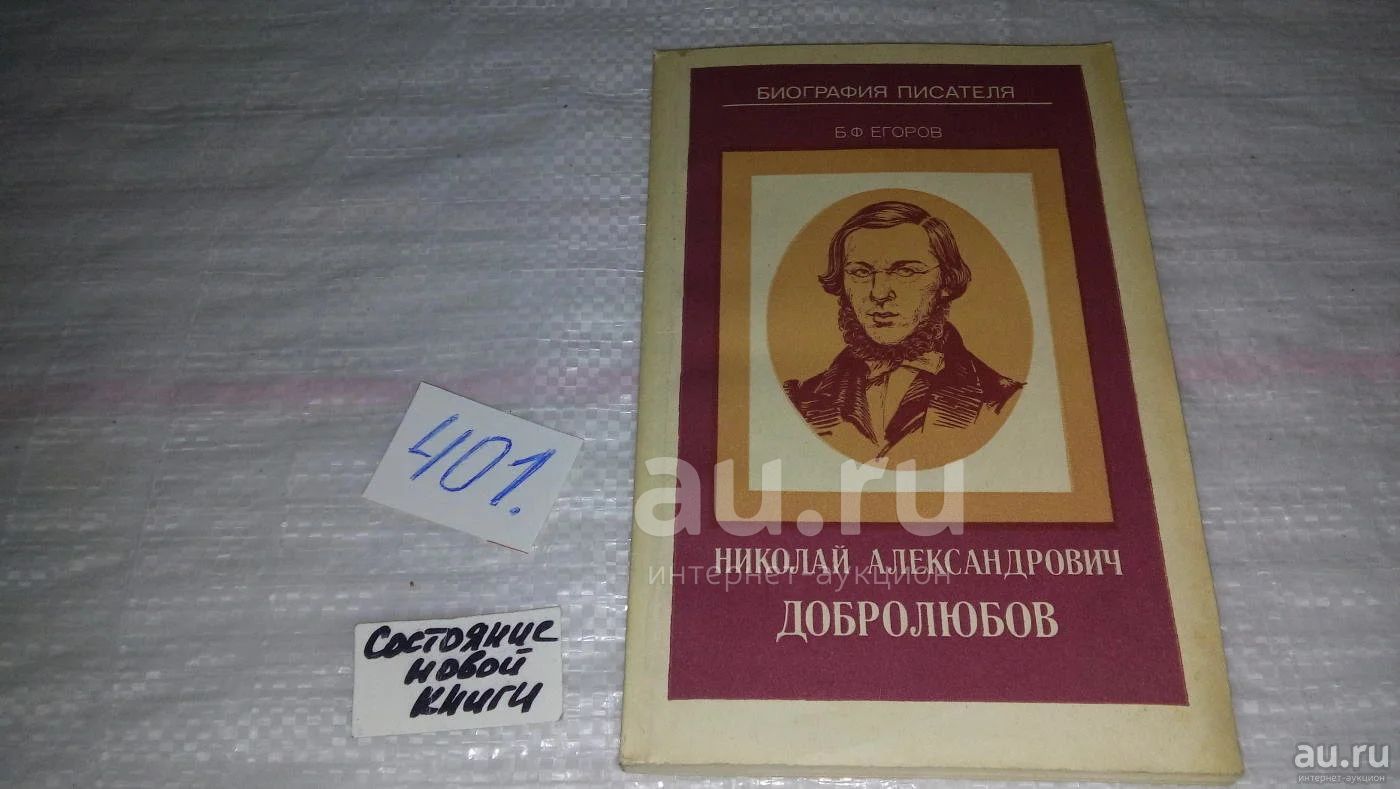 БИОГРАФИЯ ПИСАТЕЛЯ
Б.Ф ЕГОРОВ
НИКОЛАЙ АЛЕКСАНДРОВИЧ
ДОБРОЛЮБОВ
401.
Состояние
новой
книги
au.ru
интернет-аукцион
au.ru
интернет-аукцион